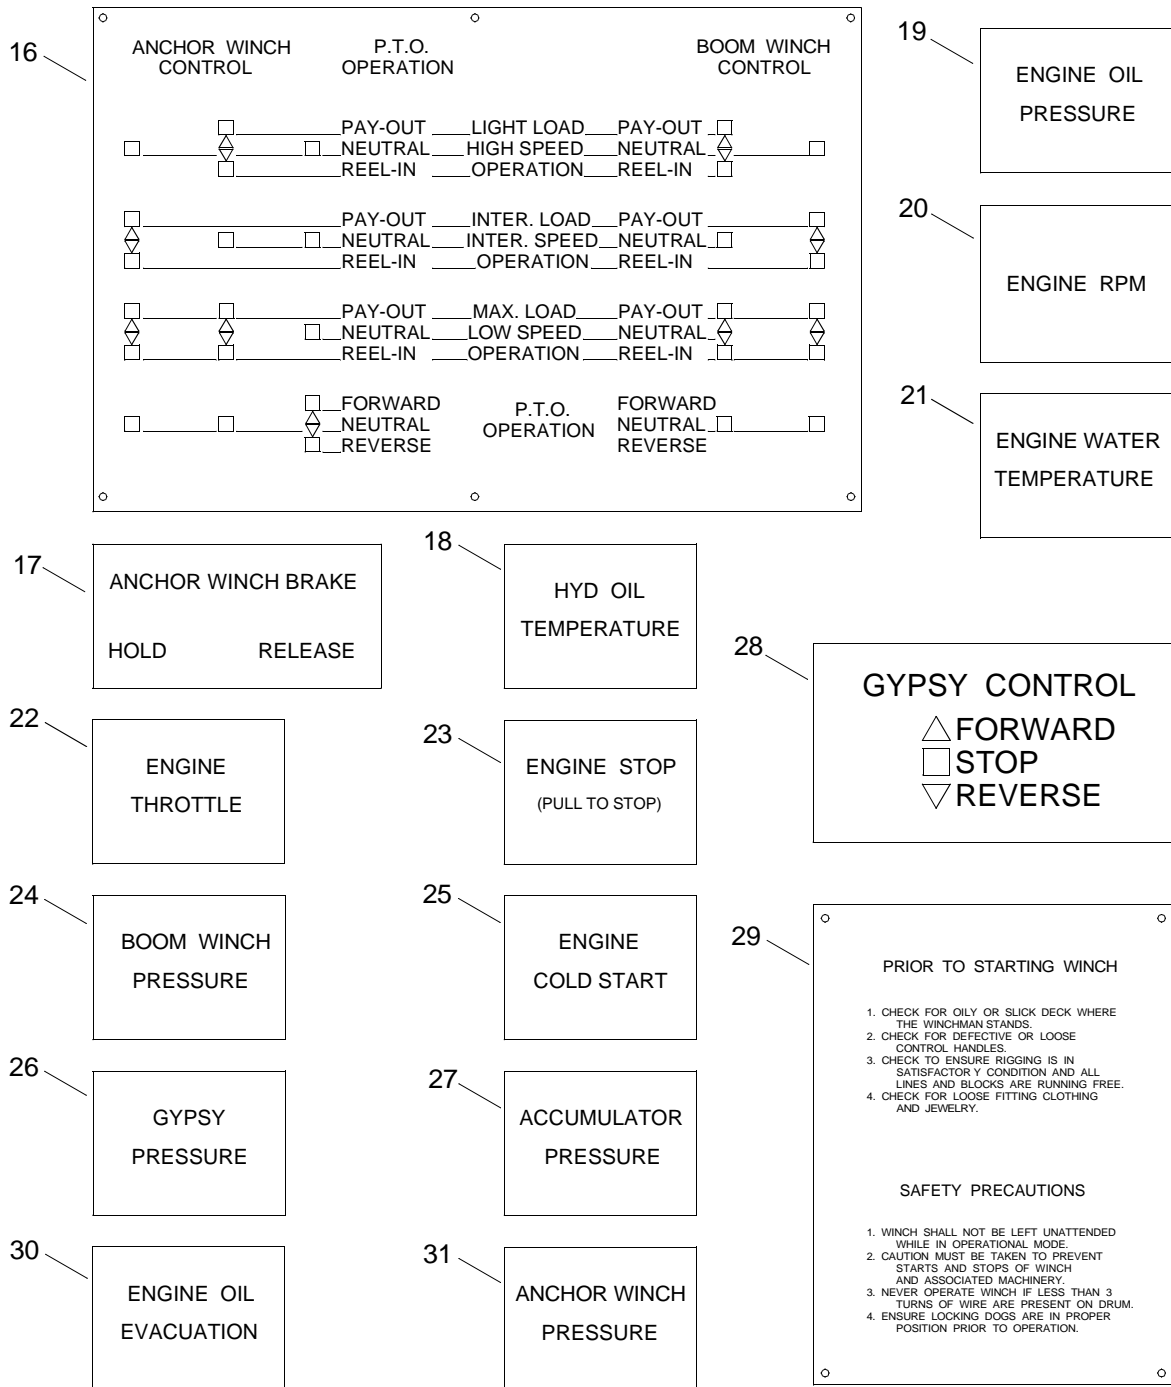 16
ANCHOR WINCH
CONTROL
P.T.O.
OPERATION
BOOM WINCH
CONTROL
PAY-OUT LIGHT LOAD PAY-OUT
NEUTRAL HIGH SPEED NEUTRAL
REEL-IN OPERATION REEL-IN
PAY-OUT INTER. LOAD PAY-OUT
NEUTRAL INTER. SPEED NEUTRAL
REEL-IN OPERATION REEL-IN
PAY-OUT MAX. LOAD PAY-OUT
NEUTRAL LOW SPEED NEUTRAL
REEL-IN OPERATION REEL-IN
FORWARD
NEUTRAL
REVERSE
P.T.O.
OPERATION
FORWARD
NEUTRAL
REVERSE
19
ENGINE OIL
PRESSURE
20
ENGINE RPM
21
ENGINE WATER
TEMPERATURE
17
ANCHOR WINCH BRAKE
HOLD RELEASE
18
HYD OIL
TEMPERATURE
28
GYPSY CONTROL
FORWARD
STOP
REVERSE
22
ENGINE
THROTTLE
23
ENGINE STOP
(PULL TO STOP)
24
BOOM WINCH
PRESSURE
25
ENGINE
COLD START
29
PRIOR TO STARTING WINCH
1. CHECK FOR OILY OR SLICK DECK WHERE
THE WINCHMAN STANDS.
2. CHECK FOR DEFECTIVE OR LOOSE
CONTROL HANDLES.
3. CHECK TO ENSURE RIGGING IS IN
SATISFACTORY CONDITION AND ALL
LINES AND BLOCKS ARE RUNNING FREE.
4. CHECK FOR LOOSE FITTING CLOTHING
AND JEWELRY.
SAFETY PRECAUTIONS
1. WINCH SHALL NOT BE LEFT UNATTENDED
WHILE IN OPERATIONAL MODE.
2. CAUTION MUST BE TAKEN TO PREVENT
STARTS AND STOPS OF WINCH
AND ASSOCIATED MACHINERY.
3. NEVER OPERATE WINCH IF LESS THAN 3
TURNS OF WIRE ARE PRESENT ON DRUM.
4. ENSURE LOCKING DOGS ARE IN PROPER
POSITION PRIOR TO OPERATION.
26
GYPSY
PRESSURE
27
ACCUMULATOR
PRESSURE
30
ENGINE OIL
EVACUATION
31
ANCHOR WINCH
PRESSURE